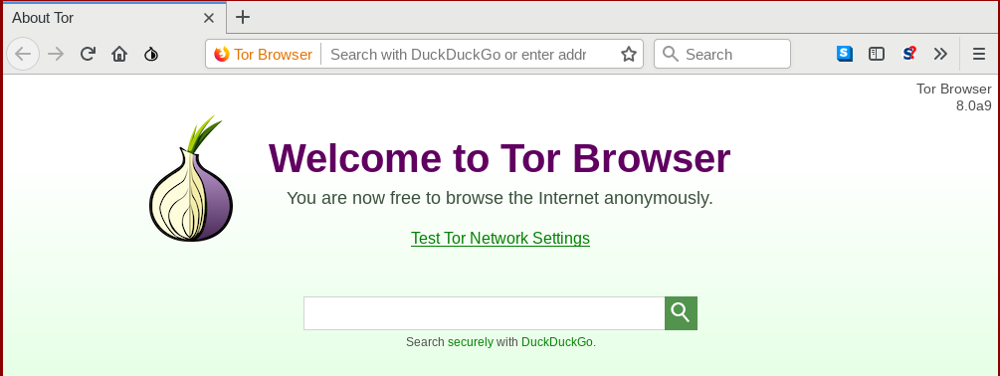 About Tor
Tor Browser Search with DuckDuckGo or enter addr Search
Tor Browser
8.0a9
Welcome to Tor Browser
You are now free to browse the Internet anonymously.
Test Tor Network Settings
Search securely with DuckDuckGo.